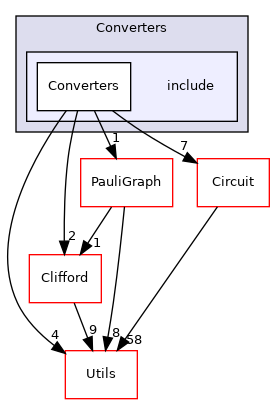 Converters
Converters
include
1
7
PauliGraph
Circuit
2
1
Clifford
4
9
8
58
Utils